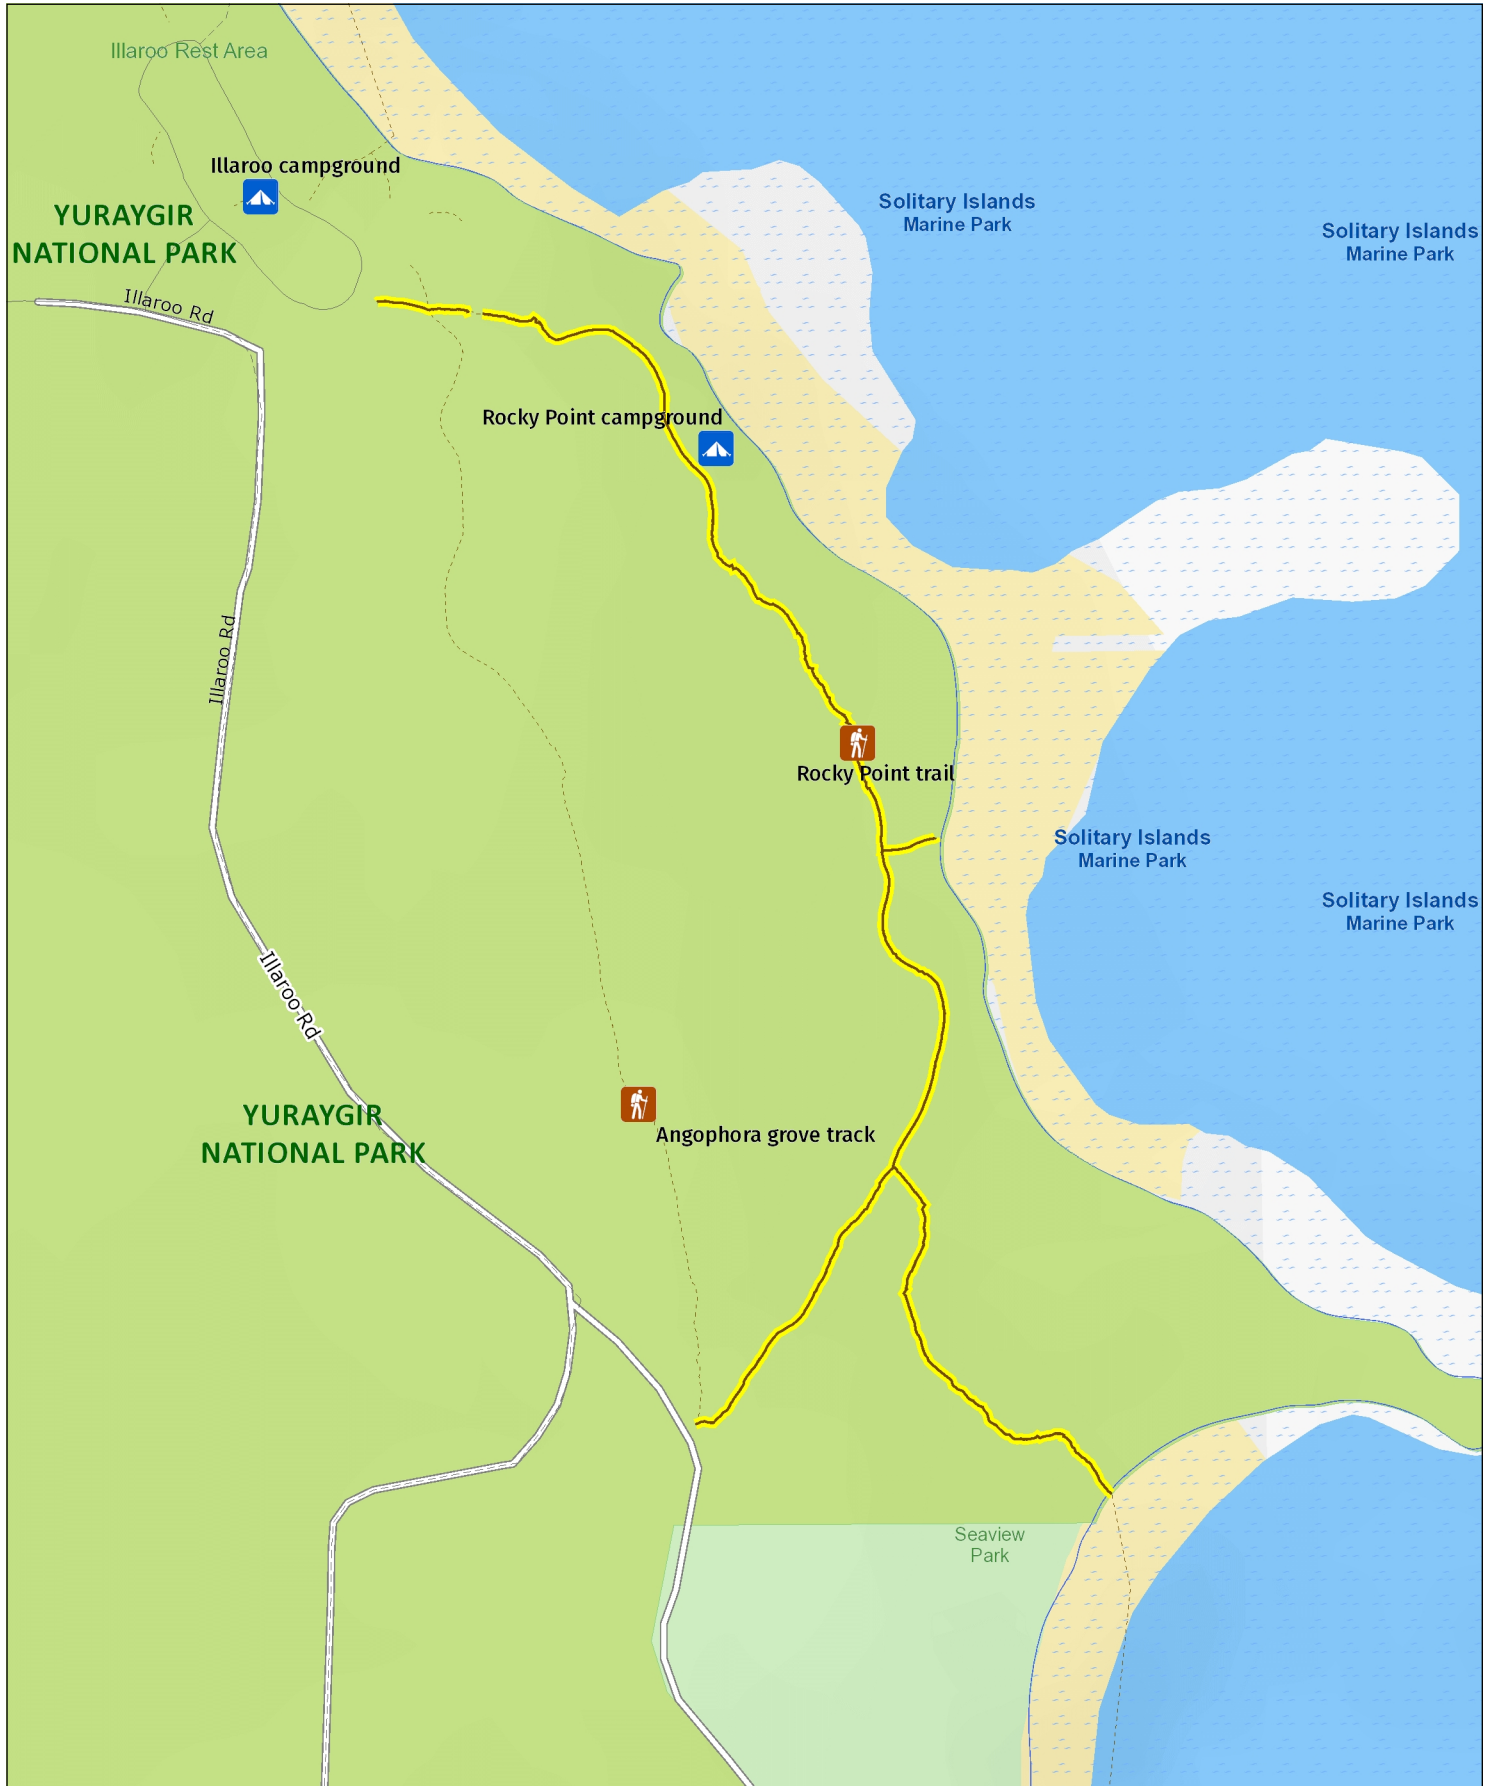 Illaroo Rest Area
Illaroo campground
YURAYGIR
NATIONAL PARK
Solitary Islands
Marine Park
Solitary Islands
Marine Park
Illaroo Rd
Rocky Point campground
Illaroo Rd
Rocky Point trail
Solitary Islands
Marine Park
Solitary Islands
Marine Park
Illaroo Rd
YURAYGIR
NATIONAL PARK
Angophora grove track
Seaview
Park